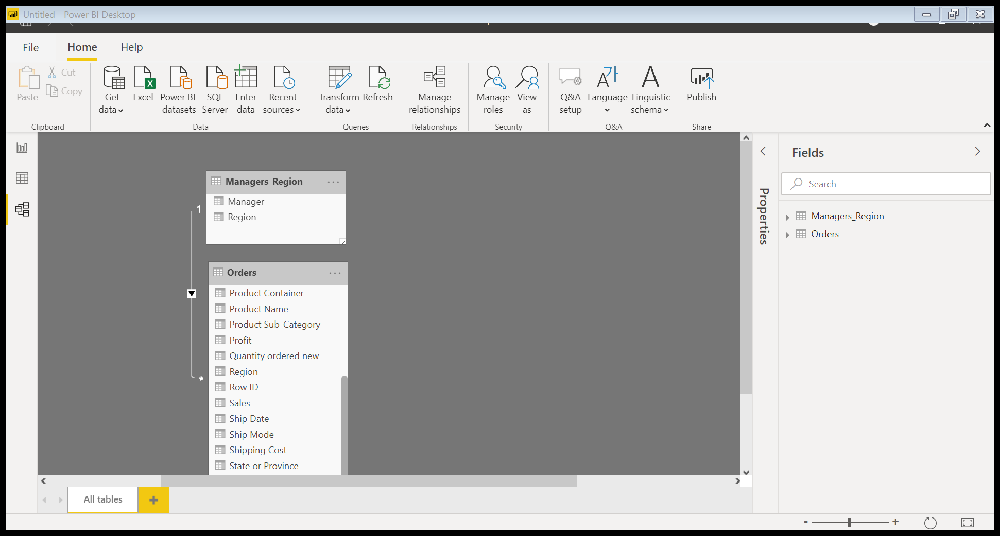 Untitled - Power BI Desktop
File
Home
Help
Paste
Cut
Copy
Clipboard
Get
data
Excel
Power BI
datasets
SQL
Server
Enter
data
Recent
sources
Data
Transform
data
Refresh
Queries
Manage
relationships
Relationships
Manage
roles
View
as
Security
Q&A
setup
Language
Linguistic
schema
Q&A
Publish
Share
Managers_Region
Manager
Region
1
Orders
Product Container
Product Name
Product Sub-Category
Profit
Quantity ordered new
Region
*
Row ID
Sales
Ship Date
Ship Mode
Shipping Cost
State or Province
Properties
Fields
Search
Managers_Region
Orders
All tables
+
- +